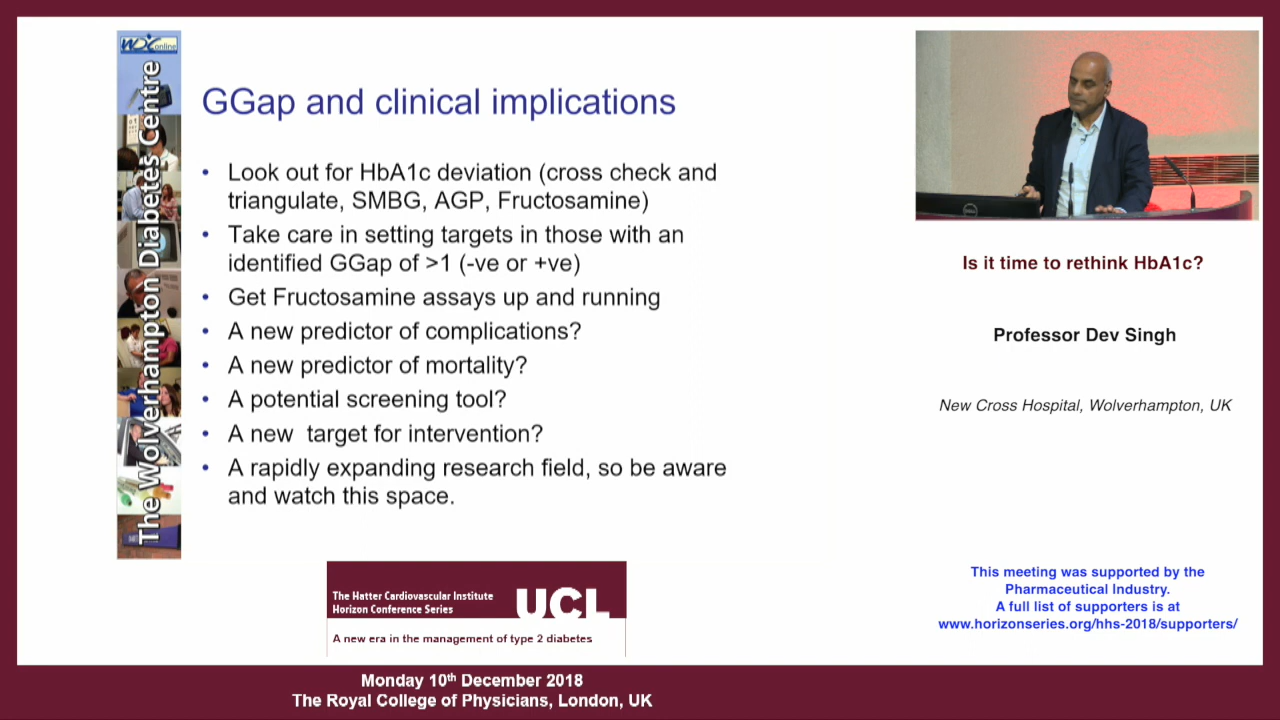 WDC online
The Wolverhampton Diabetes Centre
GGap and clinical implications
• Look out for HbA1c deviation (cross check and
triangulate, SMBG, AGP, Fructosamine)
• Take care in setting targets in those with an
identified GGap of >1 (-ve or +ve)
• Get Fructosamine assays up and running
• A new predictor of complications?
• A new predictor of mortality?
• A potential screening tool?
• A new  target for intervention?
• A rapidly expanding research field, so be aware
and watch this space.
Is it time to rethink HbA1c?
Professor Dev Singh
New Cross Hospital, Wolverhampton, UK
This meeting was supported by the
Pharmaceutical Industry.
A full list of supporters is at
www.horizonseries.org/hhs-2018/supporters/
The Hatter Cardiovascular Institute
Horizon Conference Series
UCL
A new era in the management of type 2 diabetes
Monday 10th December 2018
The Royal College of Physicians, London, UK